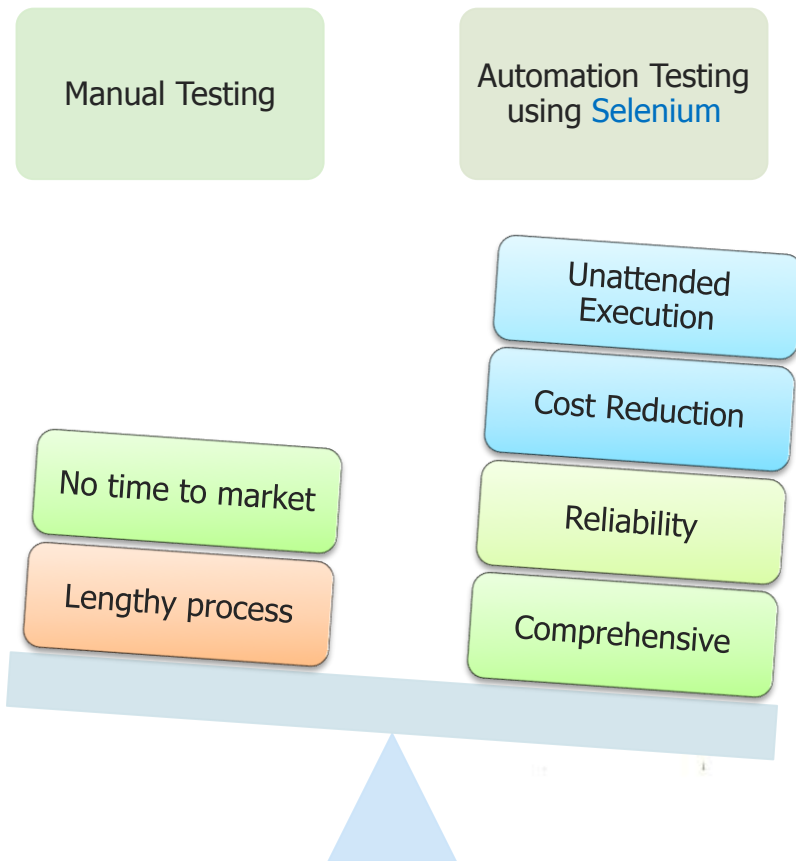 Manual Testing
Automation Testing
using Selenium
Unattended
Execution
Cost Reduction
No time to market
Reliability
Lengthy process
Comprehensive